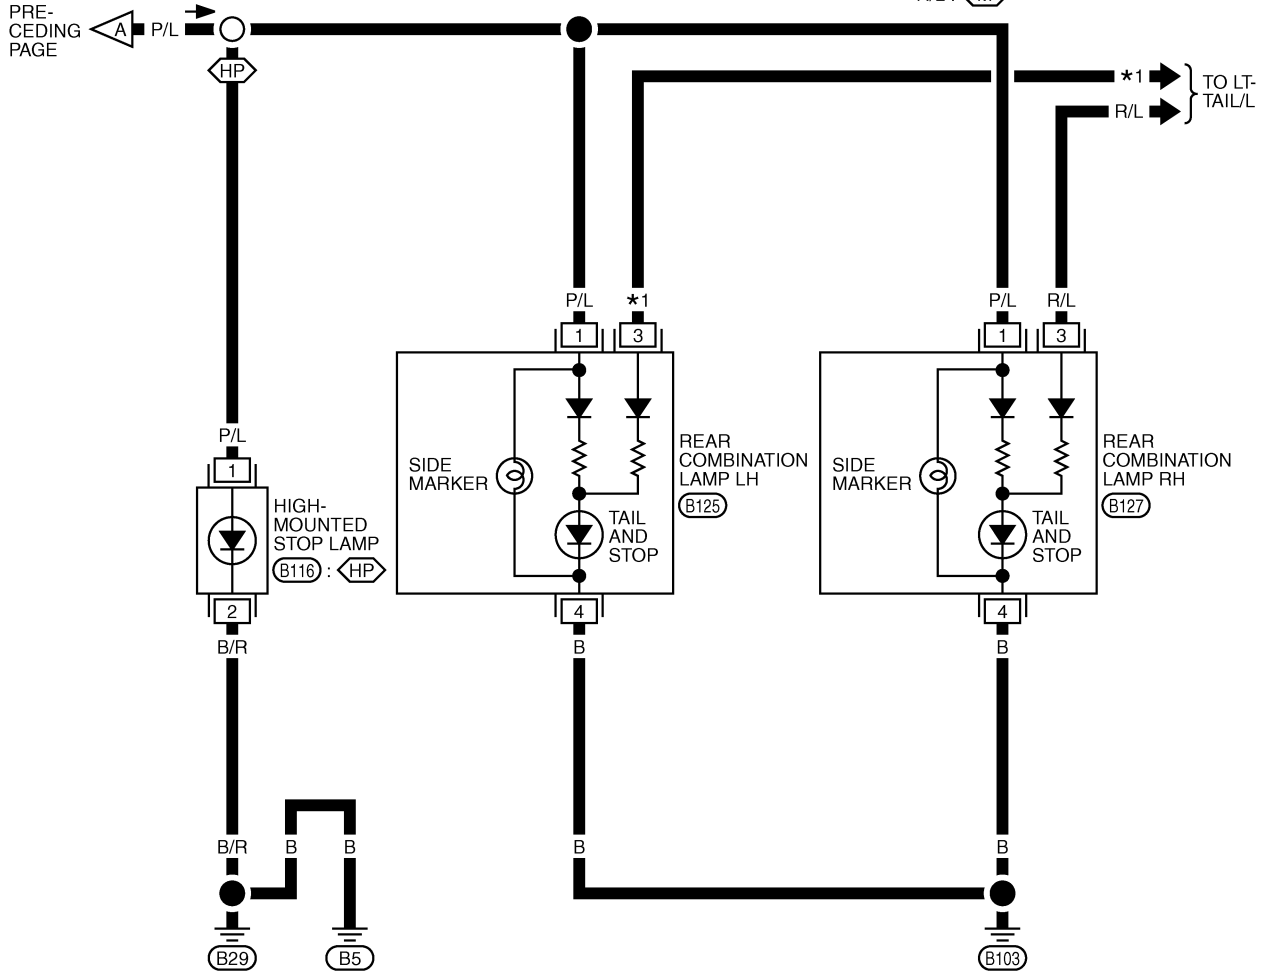 PRE-
CEDING
PAGE
A
P/L
HP
*1
R/L
TO LT-
TAIL/L
P/L
*1
P/L
R/L
1
3
1
3
P/L
1
HIGH-
MOUNTED
STOP LAMP
B116 : HP
2
B/R
SIDE
MARKER
TAIL
AND
STOP
REAR
COMBINATION
LAMP LH
B125
SIDE
MARKER
TAIL
AND
STOP
REAR
COMBINATION
LAMP RH
B127
4
4
B
B
B/R
B
B
B
B
B29
B5
B103